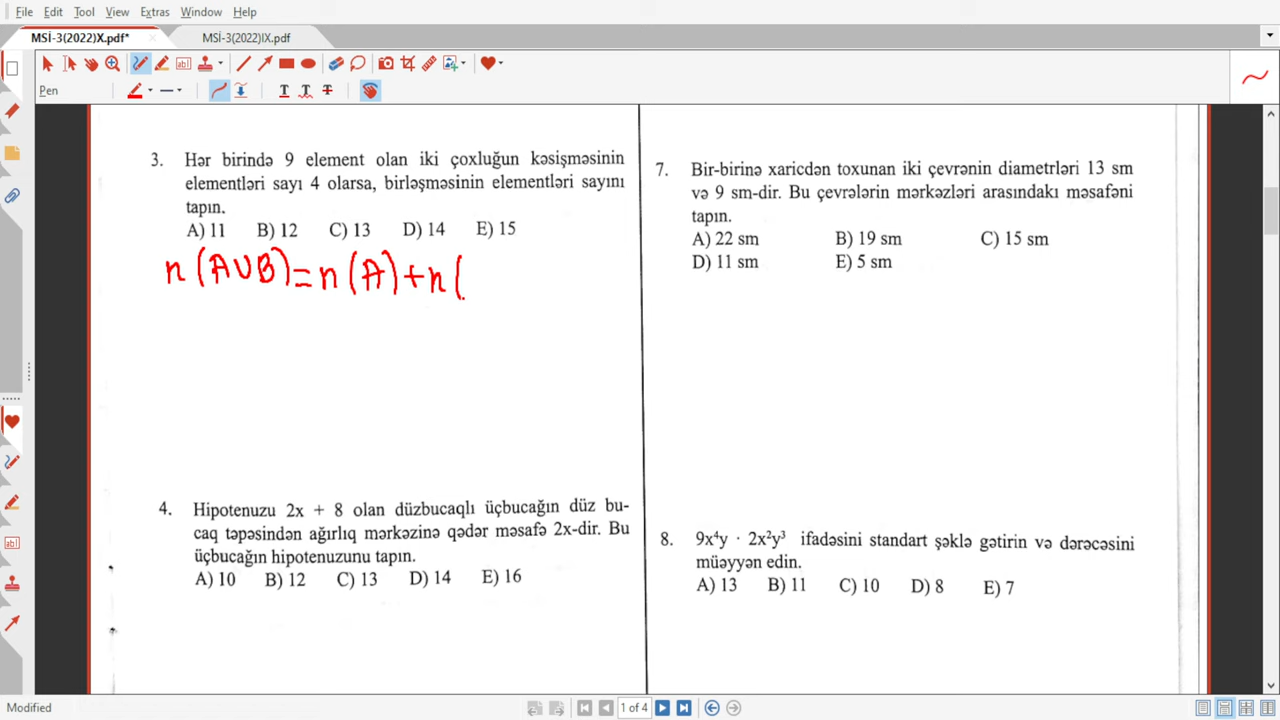 File Edit Tool View Extras Window Help
MSİ-3(2022)X.pdf* MSİ-3(2022)IX.pdf
Pen
3. Hər birində 9 element olan iki çoxluğun kəsişməsinin
elementləri sayı 4 olarsa, birləşməsinin elementləri sayını
tapın.
A) 11 B) 12 C) 13 D) 14 E) 15
n(A∪B)=n(A)+n(
4. Hipotenuzu 2x + 8 olan düzbucaqlı üçbucağın düz bu-
caq təpəsindən ağırlıq mərkəzinə qədər məsafə 2x-dir. Bu
üçbucağın hipotenuzunu tapın.
A) 10 B) 12 C) 13 D) 14 E) 16
7. Bir-birinə xaricdən toxunan iki çevrənin diametrləri 13 sm
və 9 sm-dir. Bu çevrələrin mərkəzləri arasındakı məsafəni
tapın.
A) 22 sm B) 19 sm C) 15 sm
D) 11 sm E) 5 sm
8. 9x⁴y · 2x²y³ ifadəsini standart şəklə gətirin və dərəcəsini
müəyyən edin.
A) 13 B) 11 C) 10 D) 8 E) 7
Modified 1 of 4